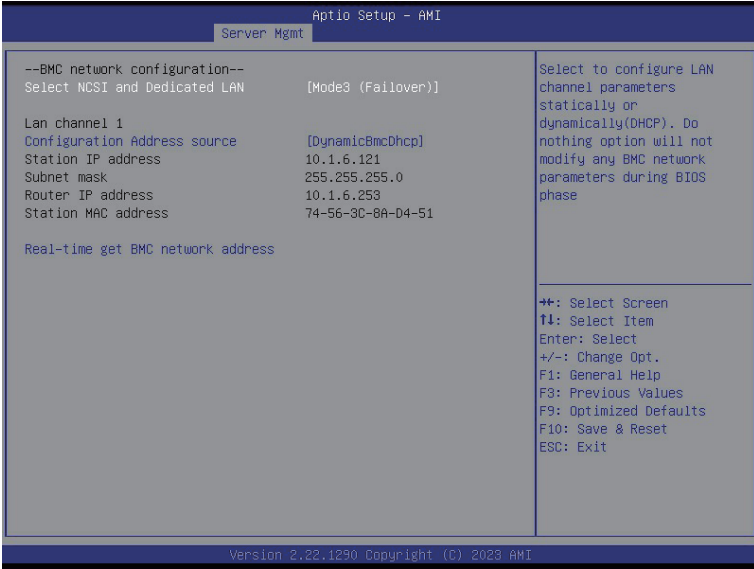 Aptio Setup - AMI
Server Mgmt
--BMC network configuration--
Select NCSI and Dedicated LAN [Mode3 (Failover)]
Lan channel 1
Configuration Address source [DynamicBmcDhcp]
Station IP address 10.1.6.121
Subnet mask 255.255.255.0
Router IP address 10.1.6.253
Station MAC address 74-56-3C-8A-D4-51
Real-time get BMC network address
Select to configure LAN
channel parameters
statically or
dynamically(DHCP). Do
nothing option will not
modify any BMC network
parameters during BIOS
phase
→←: Select Screen
↑↓: Select Item
Enter: Select
+/-: Change Opt.
F1: General Help
F3: Previous Values
F9: Optimized Defaults
F10: Save & Reset
ESC: Exit
Version 2.22.1290 Copyright (C) 2023 AMI